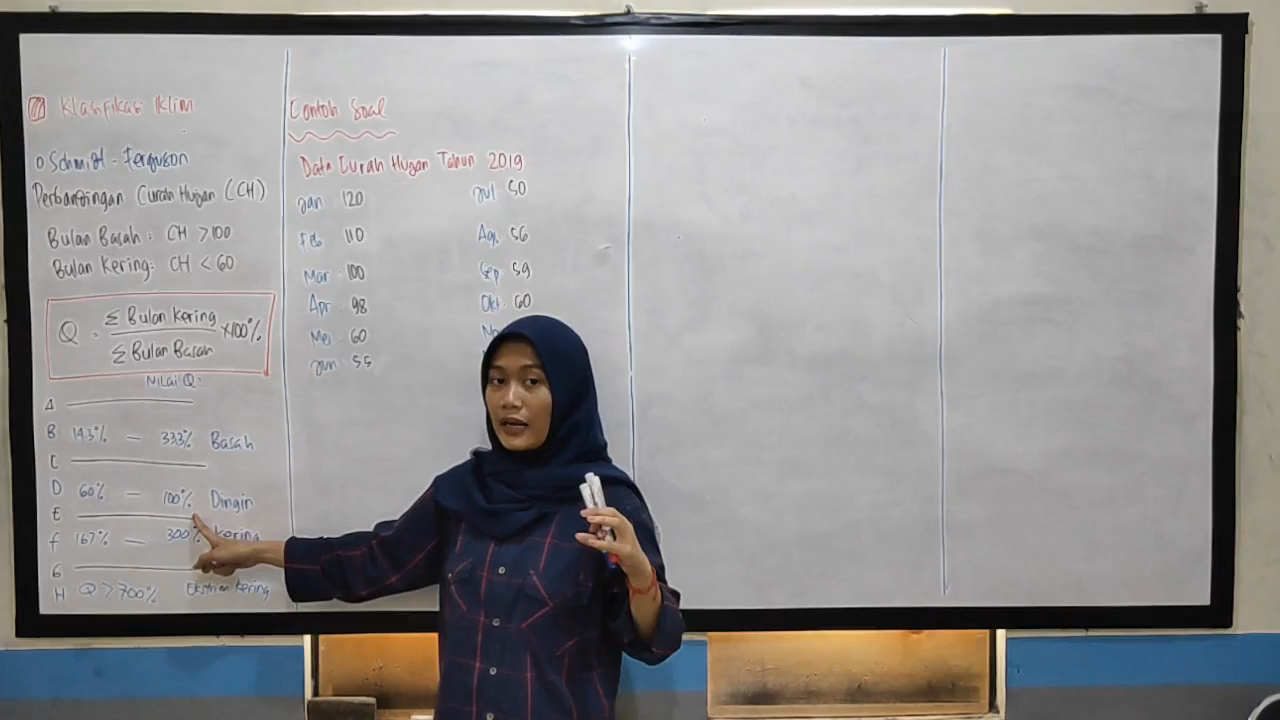 Klasifikasi Iklim
o Schmidt - Ferguson
Perbandingan Curah Hujan (CH)
Bulan Basah : CH > 100
Bulan Kering: CH < 60
Q = Σ Bulan Kering / Σ Bulan Basah × 100%
Nilai Q:
A
B 14.3% — 33.3% Basah
C
D 60% — 100% Dingin
E
F 167% — 300% Kering
G
H Q > 700% Ekstrim Kering
Contoh Soal
Data Curah Hujan Tahun 2019
Jan 120
Feb 110
Mar 100
Apr 98
Mei 60
Jun 55
Jul 50
Ags 56
Sep 59
Okt 60